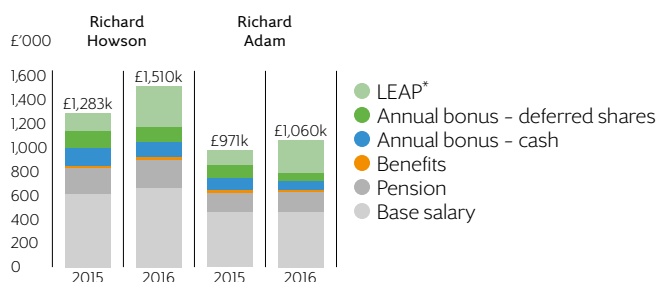 Richard
Howson
Richard
Adam
£’000
1,600
1,400
1,200
1,000
800
600
400
200
0
£1,283k
£1,510k
£971k
£1,060k
2015
2016
2015
2016
LEAP*
Annual bonus – deferred shares
Annual bonus – cash
Benefits
Pension
Base salary